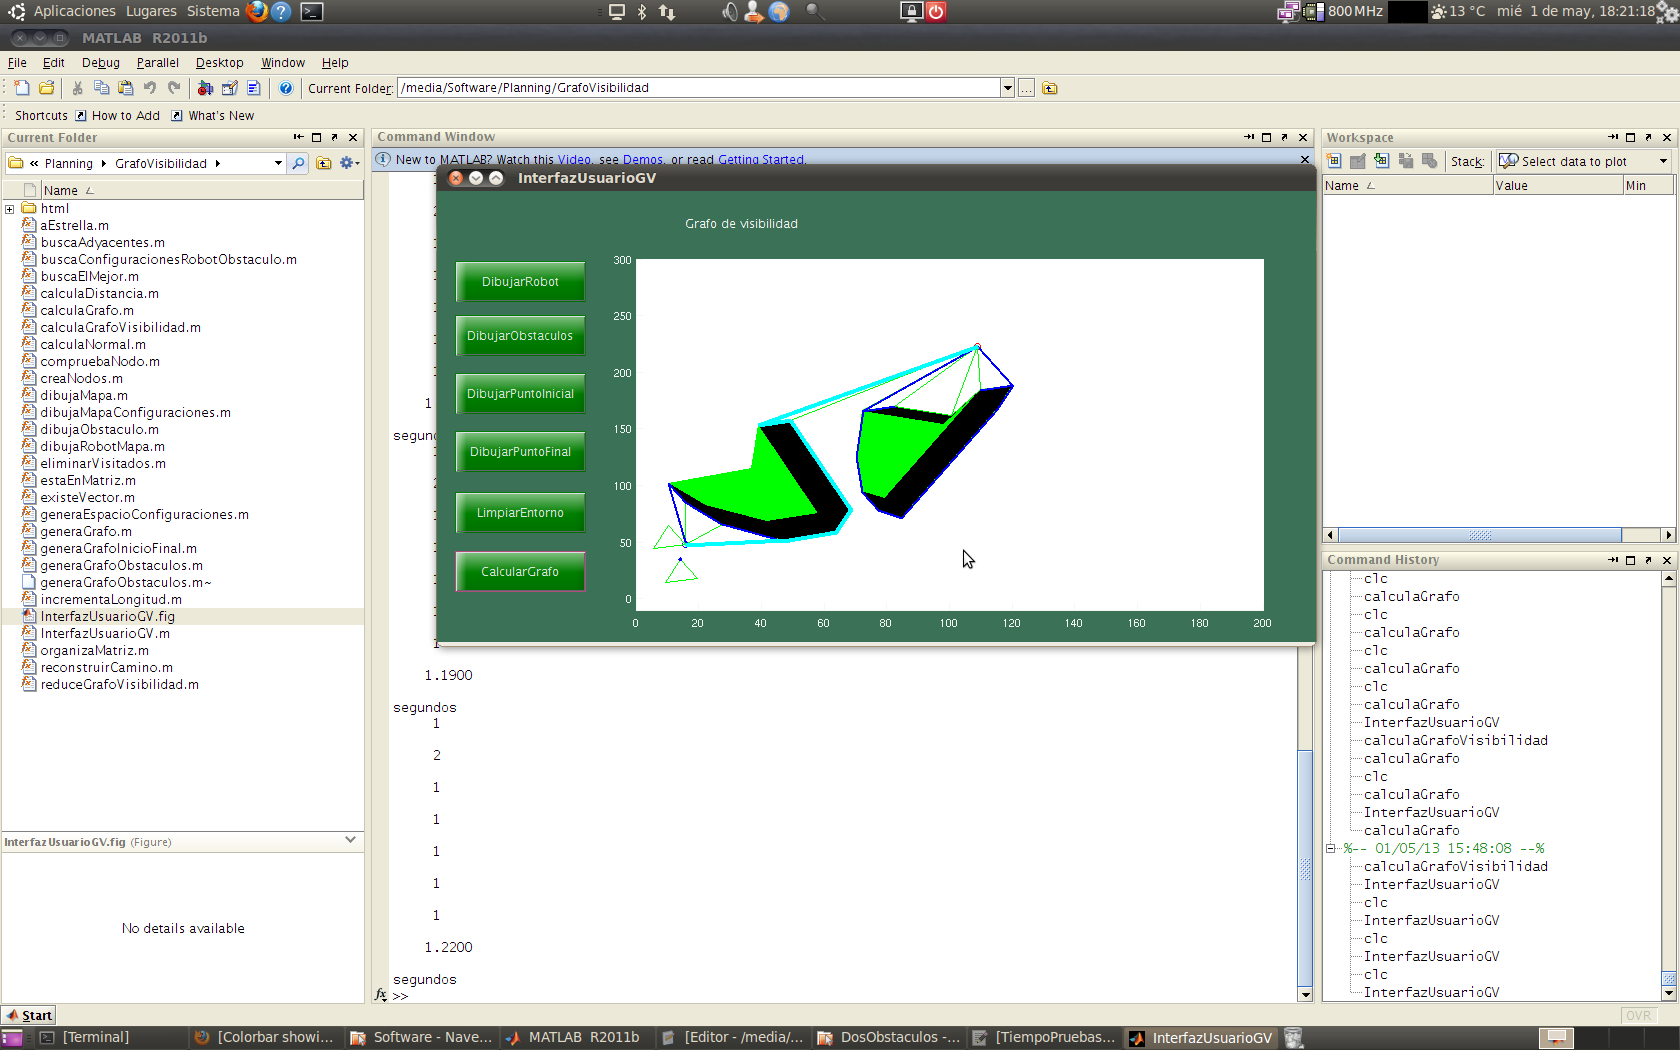 Aplicaciones Lugares Sistema
800 MHz 13 °C mié 1 de may, 18:21:18
MATLAB R2011b
File Edit Debug Parallel Desktop Window Help
Current Folder: /media/Software/Planning/GrafoVisibilidad
Shortcuts How to Add What's New
Current Folder
« Planning GrafoVisibilidad
Name
html
aEstrella.m
buscaAdyacentes.m
buscaConfiguracionesRobotObstaculo.m
buscaElMejor.m
calculaDistancia.m
calculaGrafo.m
calculaGrafoVisibilidad.m
calculaNormal.m
compruebaNodo.m
creaNodos.m
dibujaMapa.m
dibujaMapaConfiguraciones.m
dibujaObstaculo.m
dibujaRobotMapa.m
eliminarVisitados.m
estaEnMatriz.m
existeVector.m
generaEspacioConfiguraciones.m
generaGrafo.m
generaGrafoInicioFinal.m
generaGrafoObstaculos.m
generaGrafoObstaculos.m~
incrementaLongitud.m
InterfazUsuarioGV.fig
InterfazUsuarioGV.m
organizaMatriz.m
reconstruirCamino.m
reduceGrafoVisibilidad.m
InterfazUsuarioGV.fig (Figure)
No details available
Start
Command Window
New to MATLAB? Watch this Video, see Demos, or read Getting Started.
InterfazUsuarioGV
Grafo de visibilidad
DibujarRobot
DibujarObstaculos
DibujarPuntoInicial
DibujarPuntoFinal
LimpiarEntorno
CalcularGrafo
300
250
200
150
100
50
0
0 20 40 60 80 100 120 140 160 180 200
1
segund
1.1900
segundos
1
2
1
1
1
1
1
1.2200
segundos
fx >>
Workspace
Stack: Select data to plot
Name Value Min
Command History
clc
calculaGrafo
clc
calculaGrafo
clc
calculaGrafo
clc
calculaGrafo
InterfazUsuarioGV
calculaGrafoVisibilidad
calculaGrafo
clc
calculaGrafo
InterfazUsuarioGV
calculaGrafo
%-- 01/05/13 15:48:08 --%
calculaGrafoVisibilidad
InterfazUsuarioGV
clc
InterfazUsuarioGV
clc
InterfazUsuarioGV
clc
InterfazUsuarioGV
OVR
[Terminal] [Colorbar showi... Software - Nave... MATLAB R2011b [Editor - /media/... DosObstaculos -... [TiempoPruebas... InterfazUsuarioGV